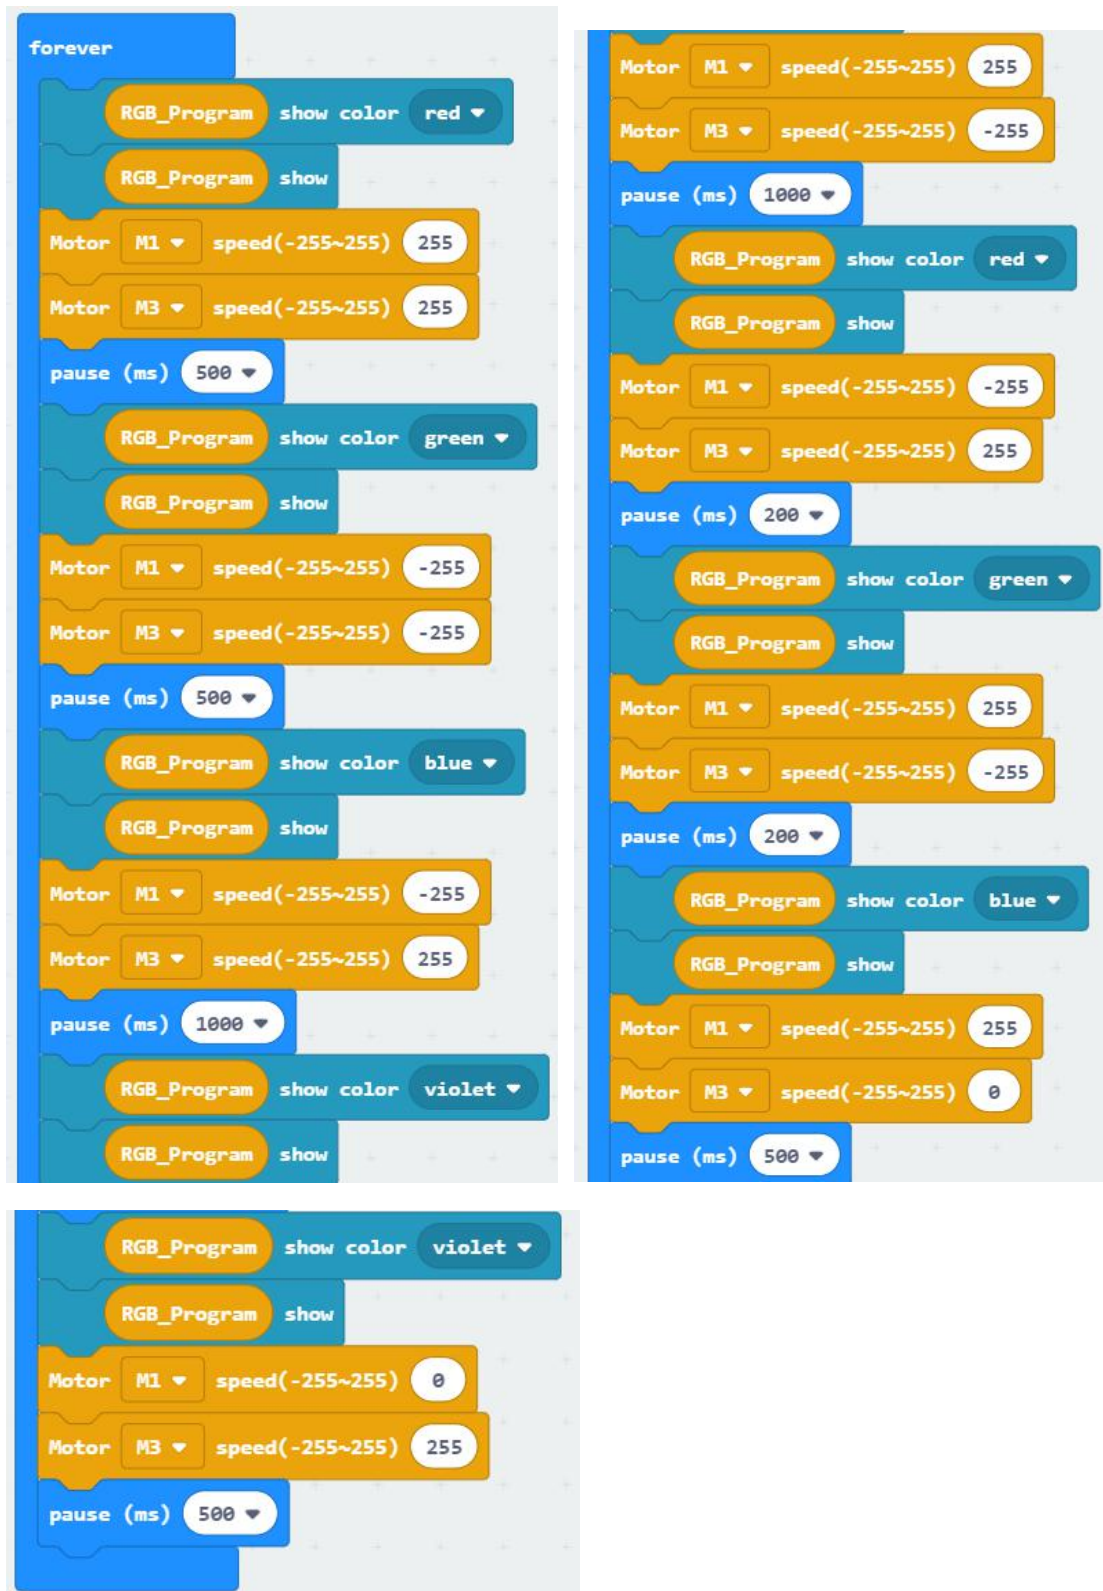 forever
RGB_Program show color red
RGB_Program show
Motor M1 speed(-255~255) 255
Motor M3 speed(-255~255) 255
pause (ms) 500
RGB_Program show color green
RGB_Program show
Motor M1 speed(-255~255) -255
Motor M3 speed(-255~255) -255
pause (ms) 500
RGB_Program show color blue
RGB_Program show
Motor M1 speed(-255~255) -255
Motor M3 speed(-255~255) 255
pause (ms) 1000
RGB_Program show color violet
RGB_Program show
Motor M1 speed(-255~255) 255
Motor M3 speed(-255~255) -255
pause (ms) 1000
RGB_Program show color red
RGB_Program show
Motor M1 speed(-255~255) -255
Motor M3 speed(-255~255) 255
pause (ms) 200
RGB_Program show color green
RGB_Program show
Motor M1 speed(-255~255) 255
Motor M3 speed(-255~255) -255
pause (ms) 200
RGB_Program show color blue
RGB_Program show
Motor M1 speed(-255~255) 255
Motor M3 speed(-255~255) 0
pause (ms) 500
RGB_Program show color violet
RGB_Program show
Motor M1 speed(-255~255) 0
Motor M3 speed(-255~255) 255
pause (ms) 500